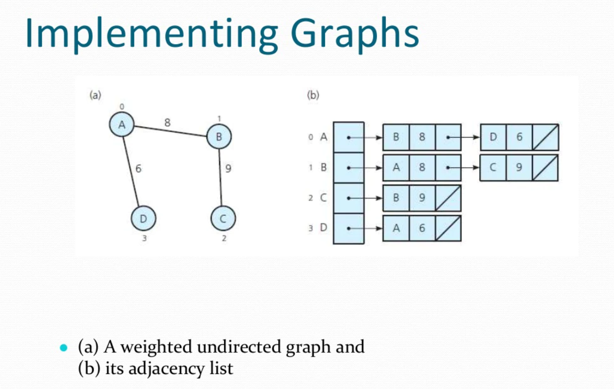 Implementing Graphs
(a)
0
A
8
1
B
6
9
D
3
C
2
(b)
0 A B 8 D 6
1 B A 8 C 9
2 C B 9
3 D A 6
(a) A weighted undirected graph and
(b) its adjacency list